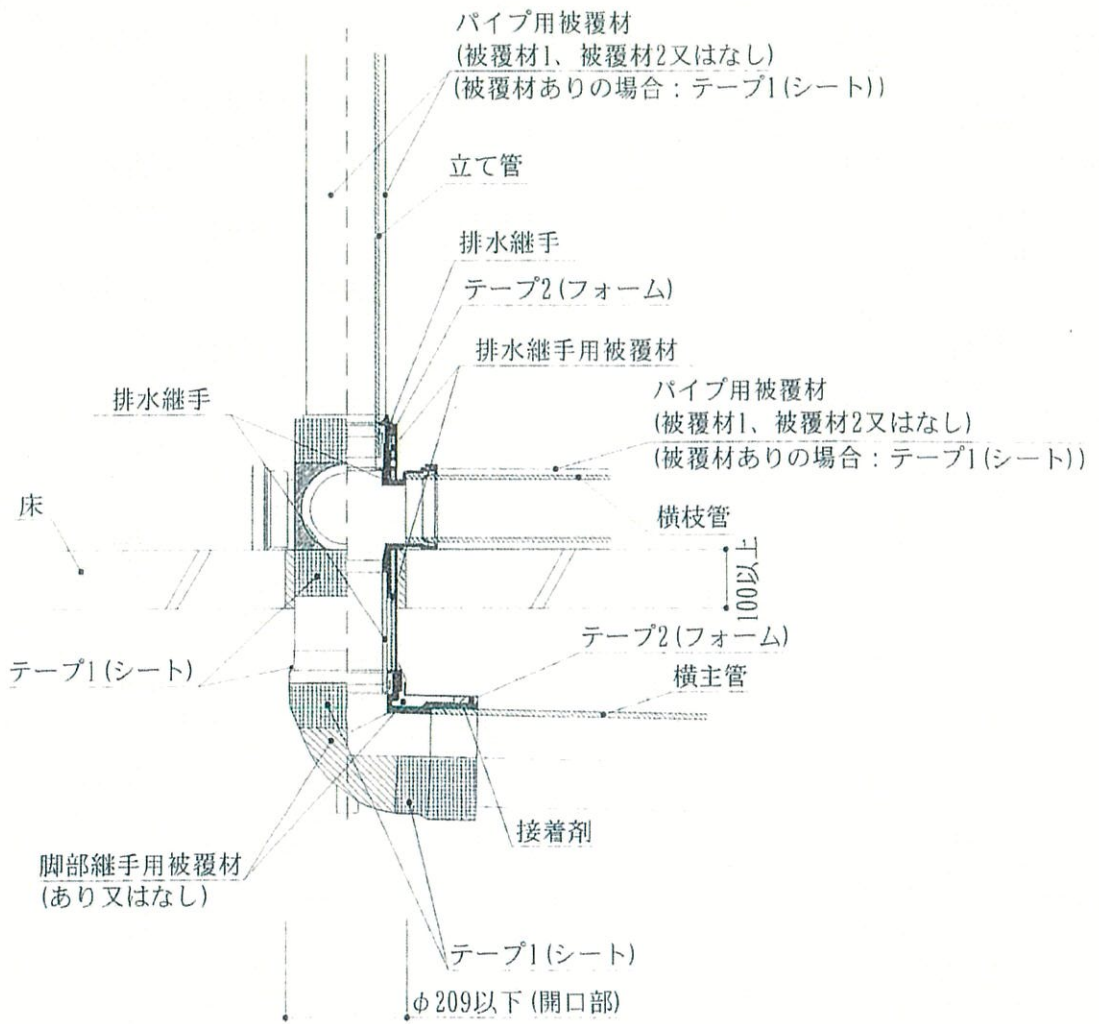 パイプ用被覆材
(被覆材1、被覆材2又はなし)
(被覆材ありの場合：テープ1(シート))
立て管
排水継手
テープ2(フォーム)
排水継手用被覆材
排水継手
パイプ用被覆材
(被覆材1、被覆材2又はなし)
(被覆材ありの場合：テープ1(シート))
床
横枝管
100以上
テープ2(フォーム)
テープ1(シート)
横主管
接着剤
脚部継手用被覆材
(あり又はなし)
テープ1(シート)
φ209以下(開口部)